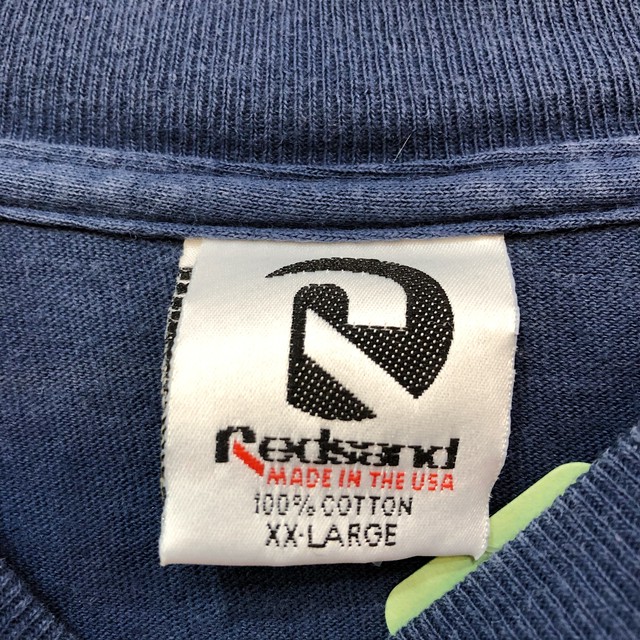 Redsand
MADE IN THE USA
100% COTTON
XX-LARGE